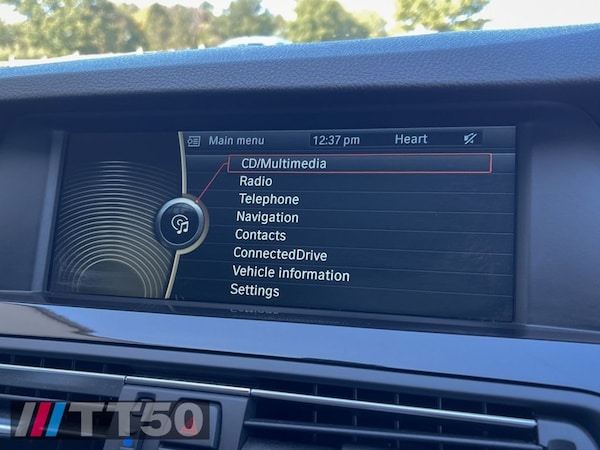 Main menu 12:37 pm Heart
CD/Multimedia
Radio
Telephone
Navigation
Contacts
ConnectedDrive
Vehicle information
Settings
TT50